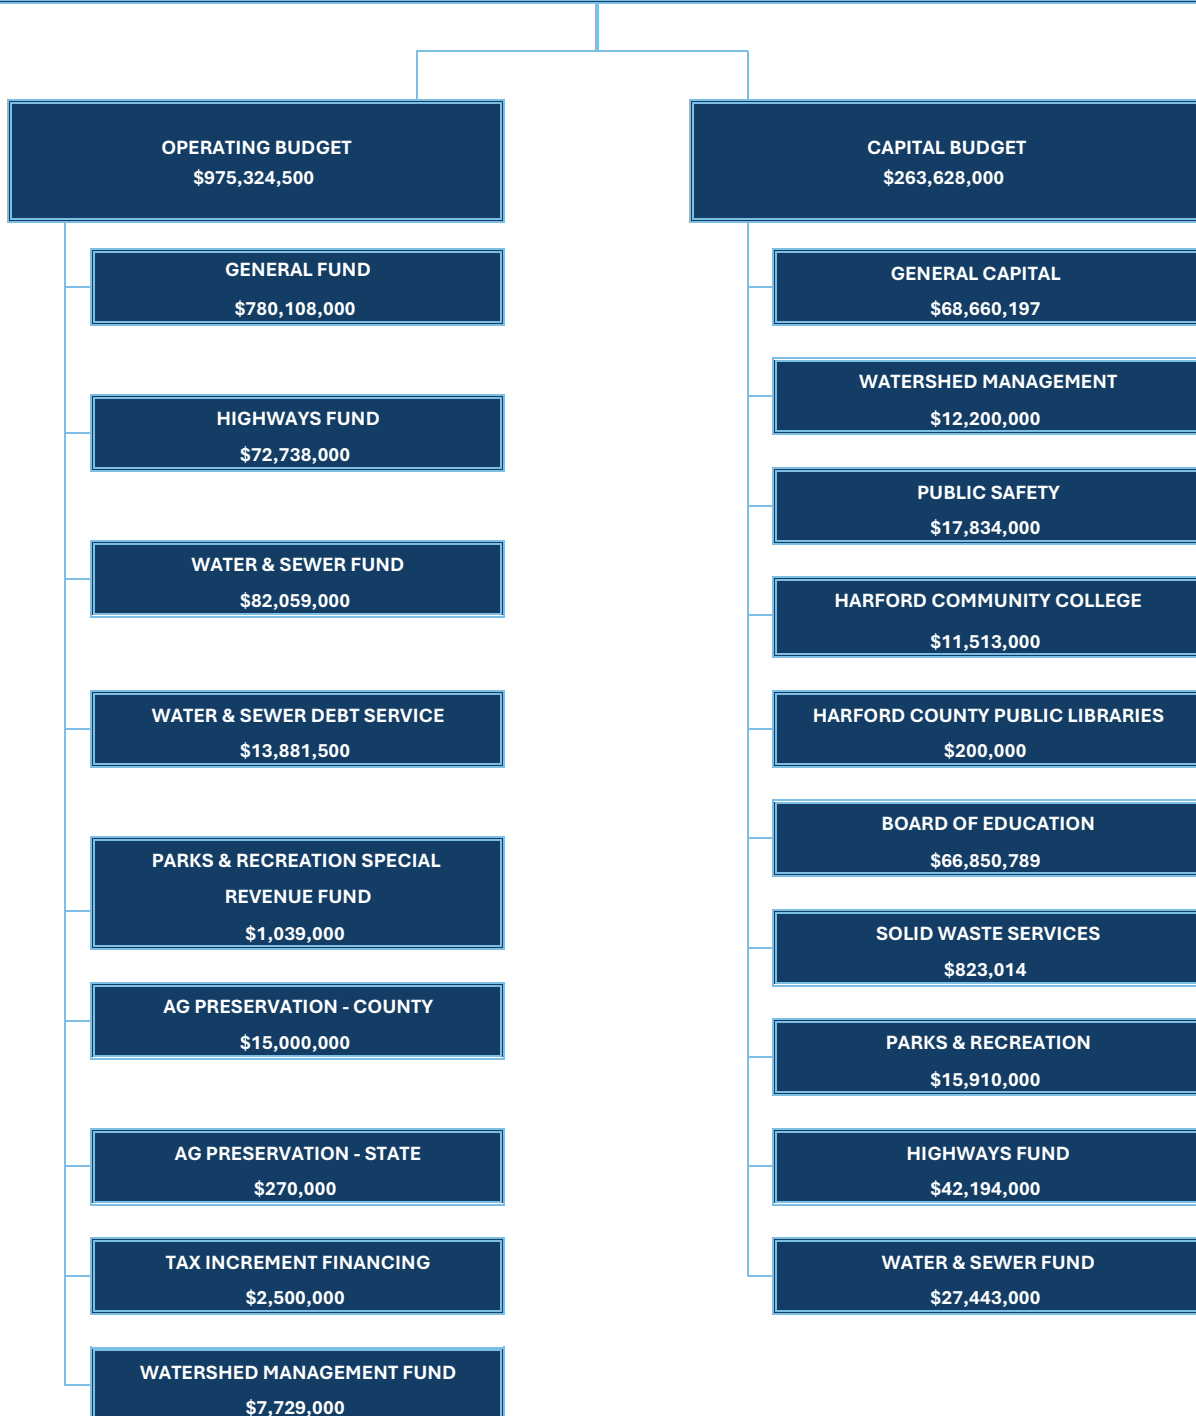 OPERATING BUDGET
$975,324,500
GENERAL FUND
$780,108,000
HIGHWAYS FUND
$72,738,000
WATER & SEWER FUND
$82,059,000
WATER & SEWER DEBT SERVICE
$13,881,500
PARKS & RECREATION SPECIAL
REVENUE FUND
$1,039,000
AG PRESERVATION - COUNTY
$15,000,000
AG PRESERVATION - STATE
$270,000
TAX INCREMENT FINANCING
$2,500,000
WATERSHED MANAGEMENT FUND
$7,729,000
CAPITAL BUDGET
$263,628,000
GENERAL CAPITAL
$68,660,197
WATERSHED MANAGEMENT
$12,200,000
PUBLIC SAFETY
$17,834,000
HARFORD COMMUNITY COLLEGE
$11,513,000
HARFORD COUNTY PUBLIC LIBRARIES
$200,000
BOARD OF EDUCATION
$66,850,789
SOLID WASTE SERVICES
$823,014
PARKS & RECREATION
$15,910,000
HIGHWAYS FUND
$42,194,000
WATER & SEWER FUND
$27,443,000